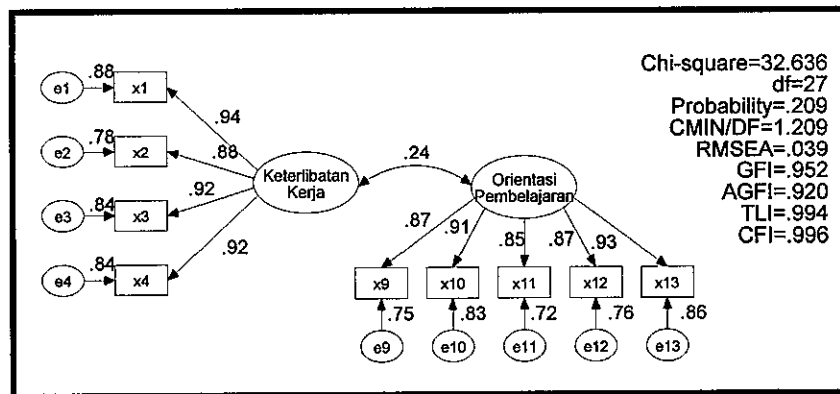 Chi-square=32.636
df=27
Probability=.209
CMIN/DF=1.209
RMSEA=.039
GFI=.952
AGFI=.920
TLI=.994
CFI=.996
e1 .88 x1
.94
e2 .78 x2
.88
e3 .84 x3
.92
e4 .84 x4
.92
Keterlibatan
Kerja
.24
Orientasi
Pembelajaran
.87 .91 .85 .87 .93
x9 x10 x11 x12 x13
.75 .83 .72 .76 .86
e9 e10 e11 e12 e13